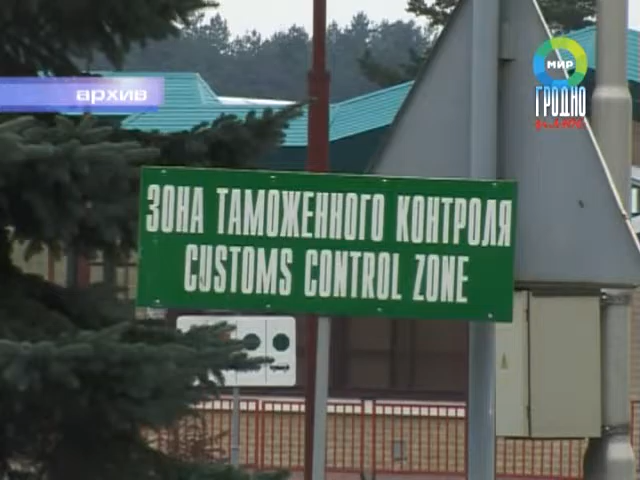 архив
МИР
ГРОДНО
ЗОНА ТАМОЖЕННОГО КОНТРОЛЯ
CUSTOMS CONTROL ZONE